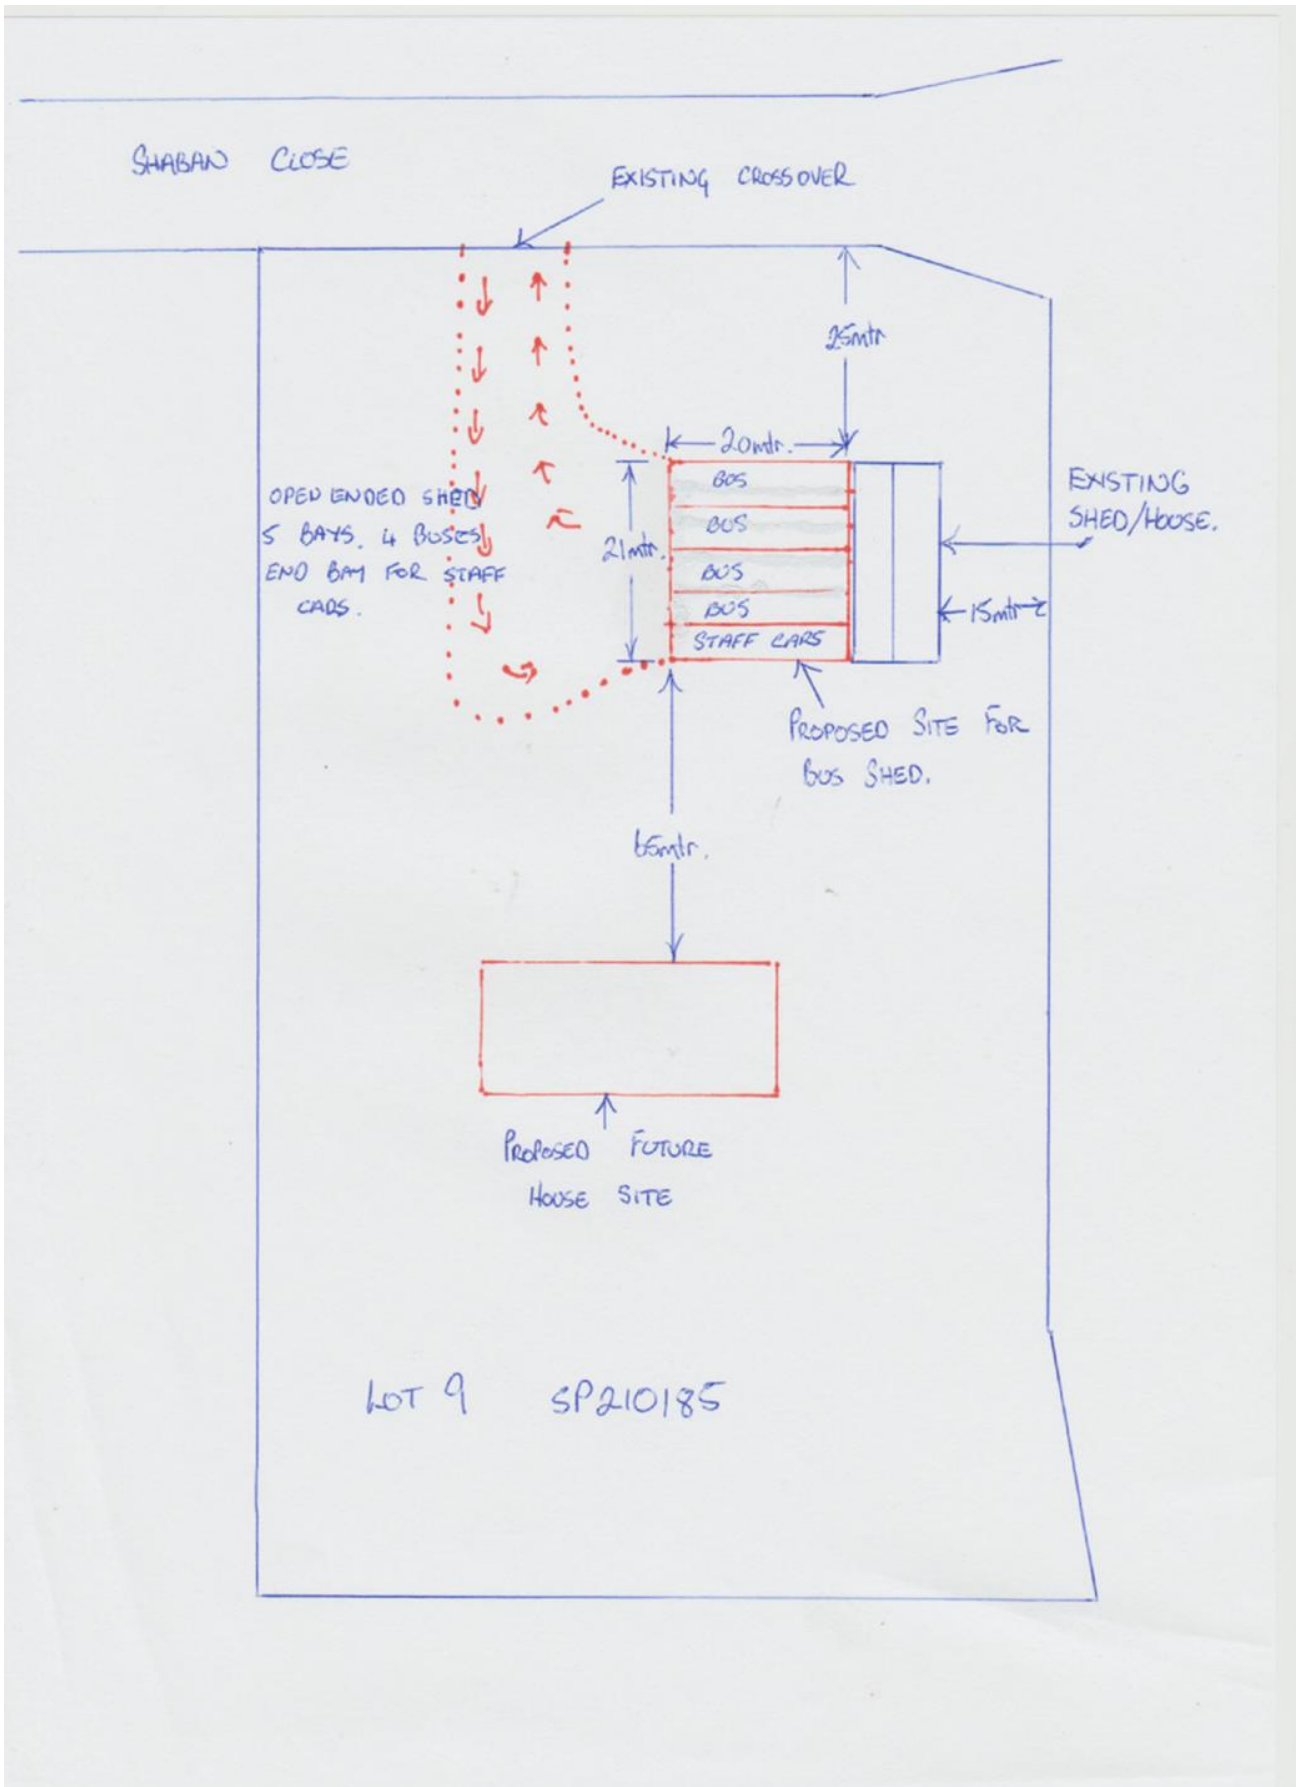 SHABAN CLOSE
EXISTING CROSSOVER
25mtr
20mtr.
BUS
BUS
BUS
BUS
STAFF CARS
21mtr.
OPEN ENDED SHED
5 BAYS. 4 BUSES
END BAY FOR STAFF
CARS.
EXISTING
SHED/HOUSE.
15mtr
PROPOSED SITE FOR
BUS SHED.
65mtr.
PROPOSED FUTURE
HOUSE SITE
LOT 9 SP210185